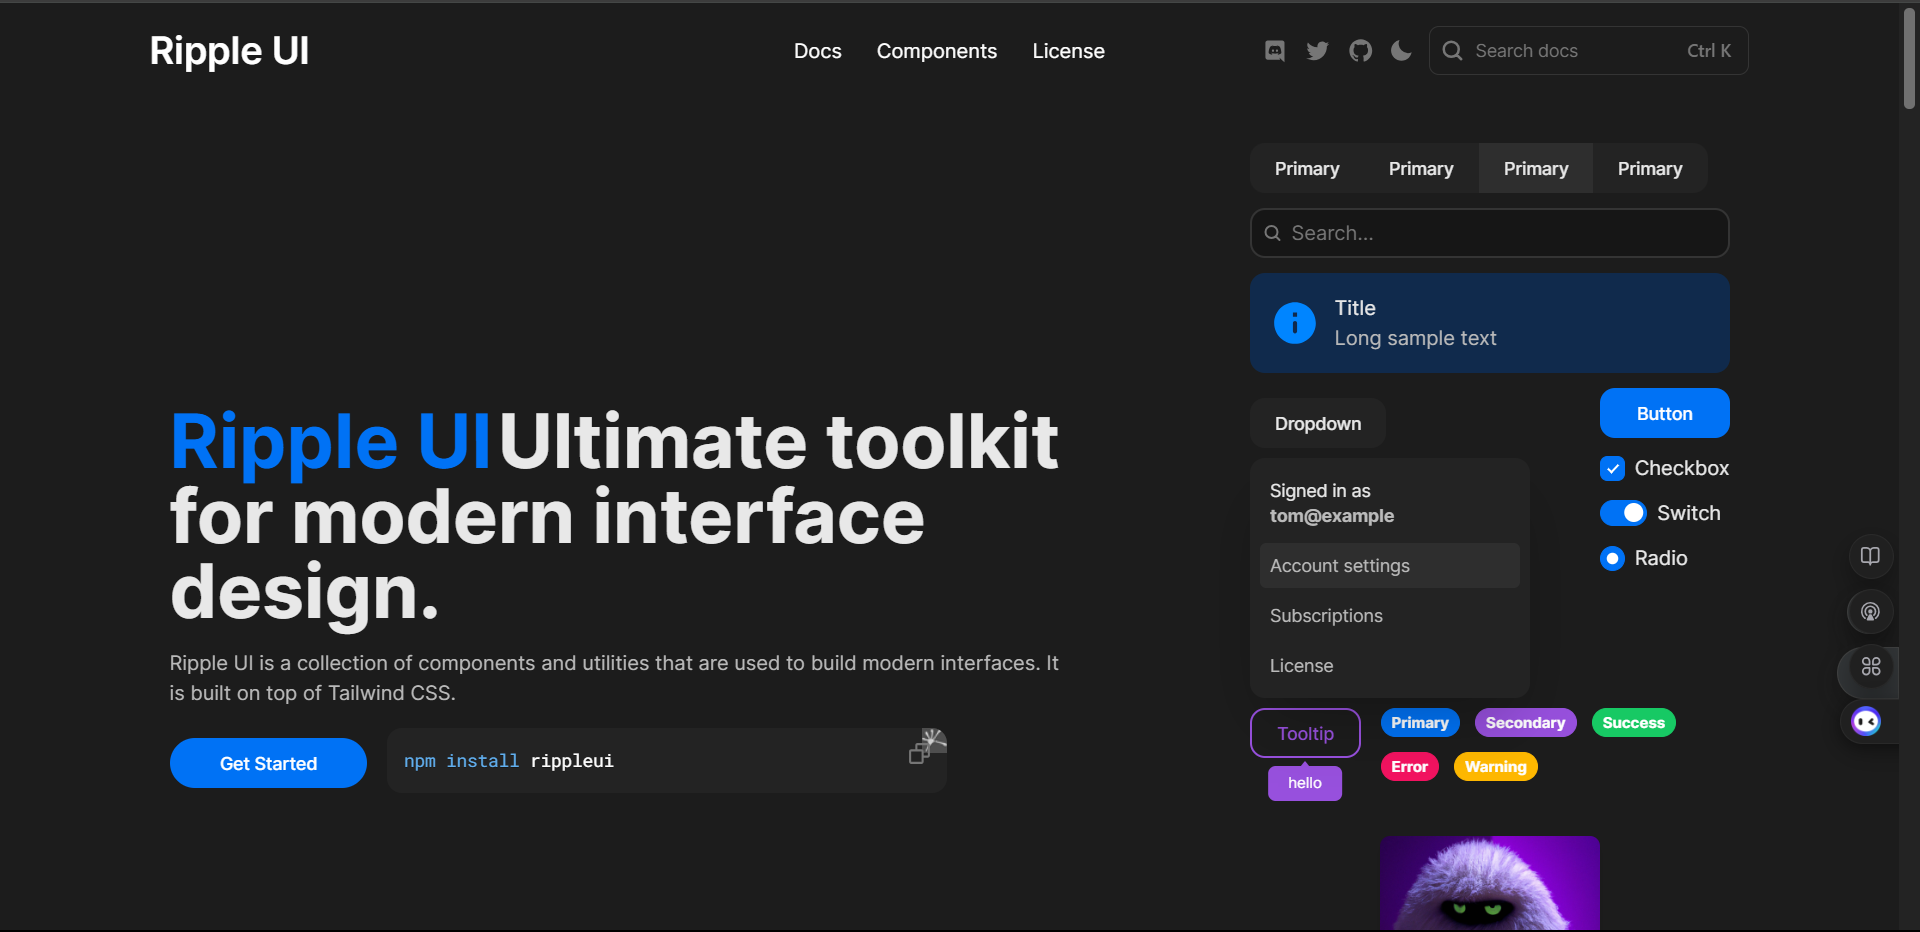 Ripple UI
Docs Components License
Search docs Ctrl K
Primary Primary Primary Primary
Search...
Title
Long sample text
Ripple UI Ultimate toolkit
for modern interface
design.
Ripple UI is a collection of components and utilities that are used to build modern interfaces. It
is built on top of Tailwind CSS.
Get Started
npm install rippleui
Dropdown
Signed in as
tom@example
Account settings
Subscriptions
License
Button
Checkbox
Switch
Radio
Tooltip
hello
Primary Secondary Success
Error Warning